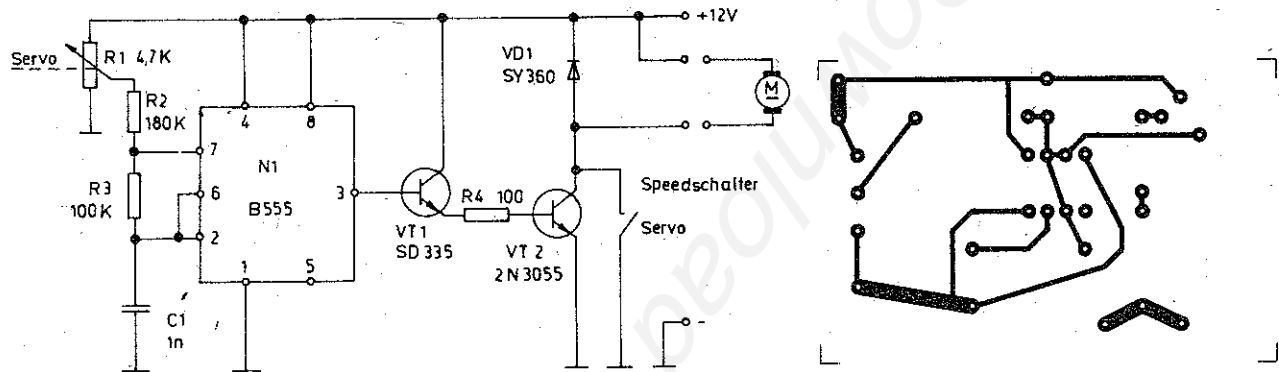 +12V
Servo
R1 4,7K
VD1
SY360
M
R2
180K
4
8
7
N1
R3
100K
6
B555
3
R4 100
Speedschalter
Servo
2
VT1
SD335
VT2
2N3055
1
5
C1
1n
-